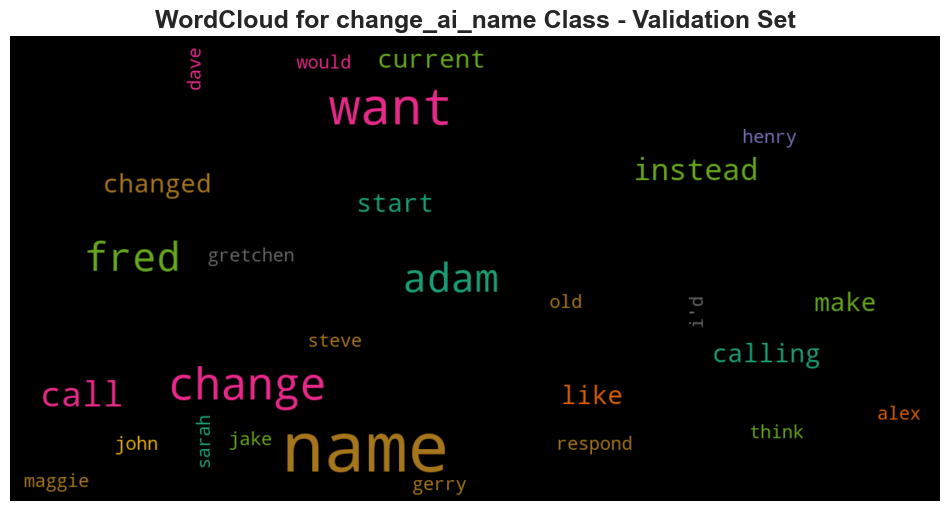 WordCloud for change_ai_name Class - Validation Set
dave
would
current
want
henry
instead
changed
start
fred
gretchen
adam
old
i'd
make
steve
calling
call
change
like
alex
john
sarah
jake
name
respond
think
maggie
gerry